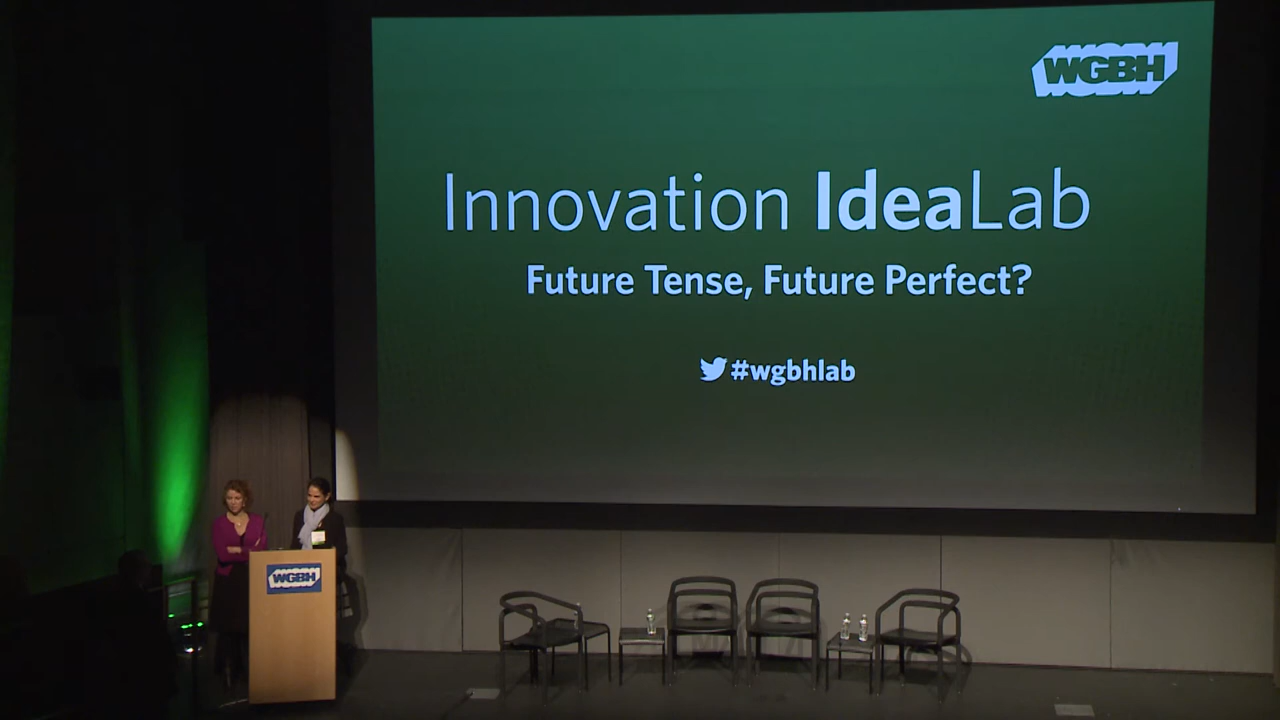 WGBH
Innovation IdeaLab
Future Tense, Future Perfect?
#wgbhlab
WGBH